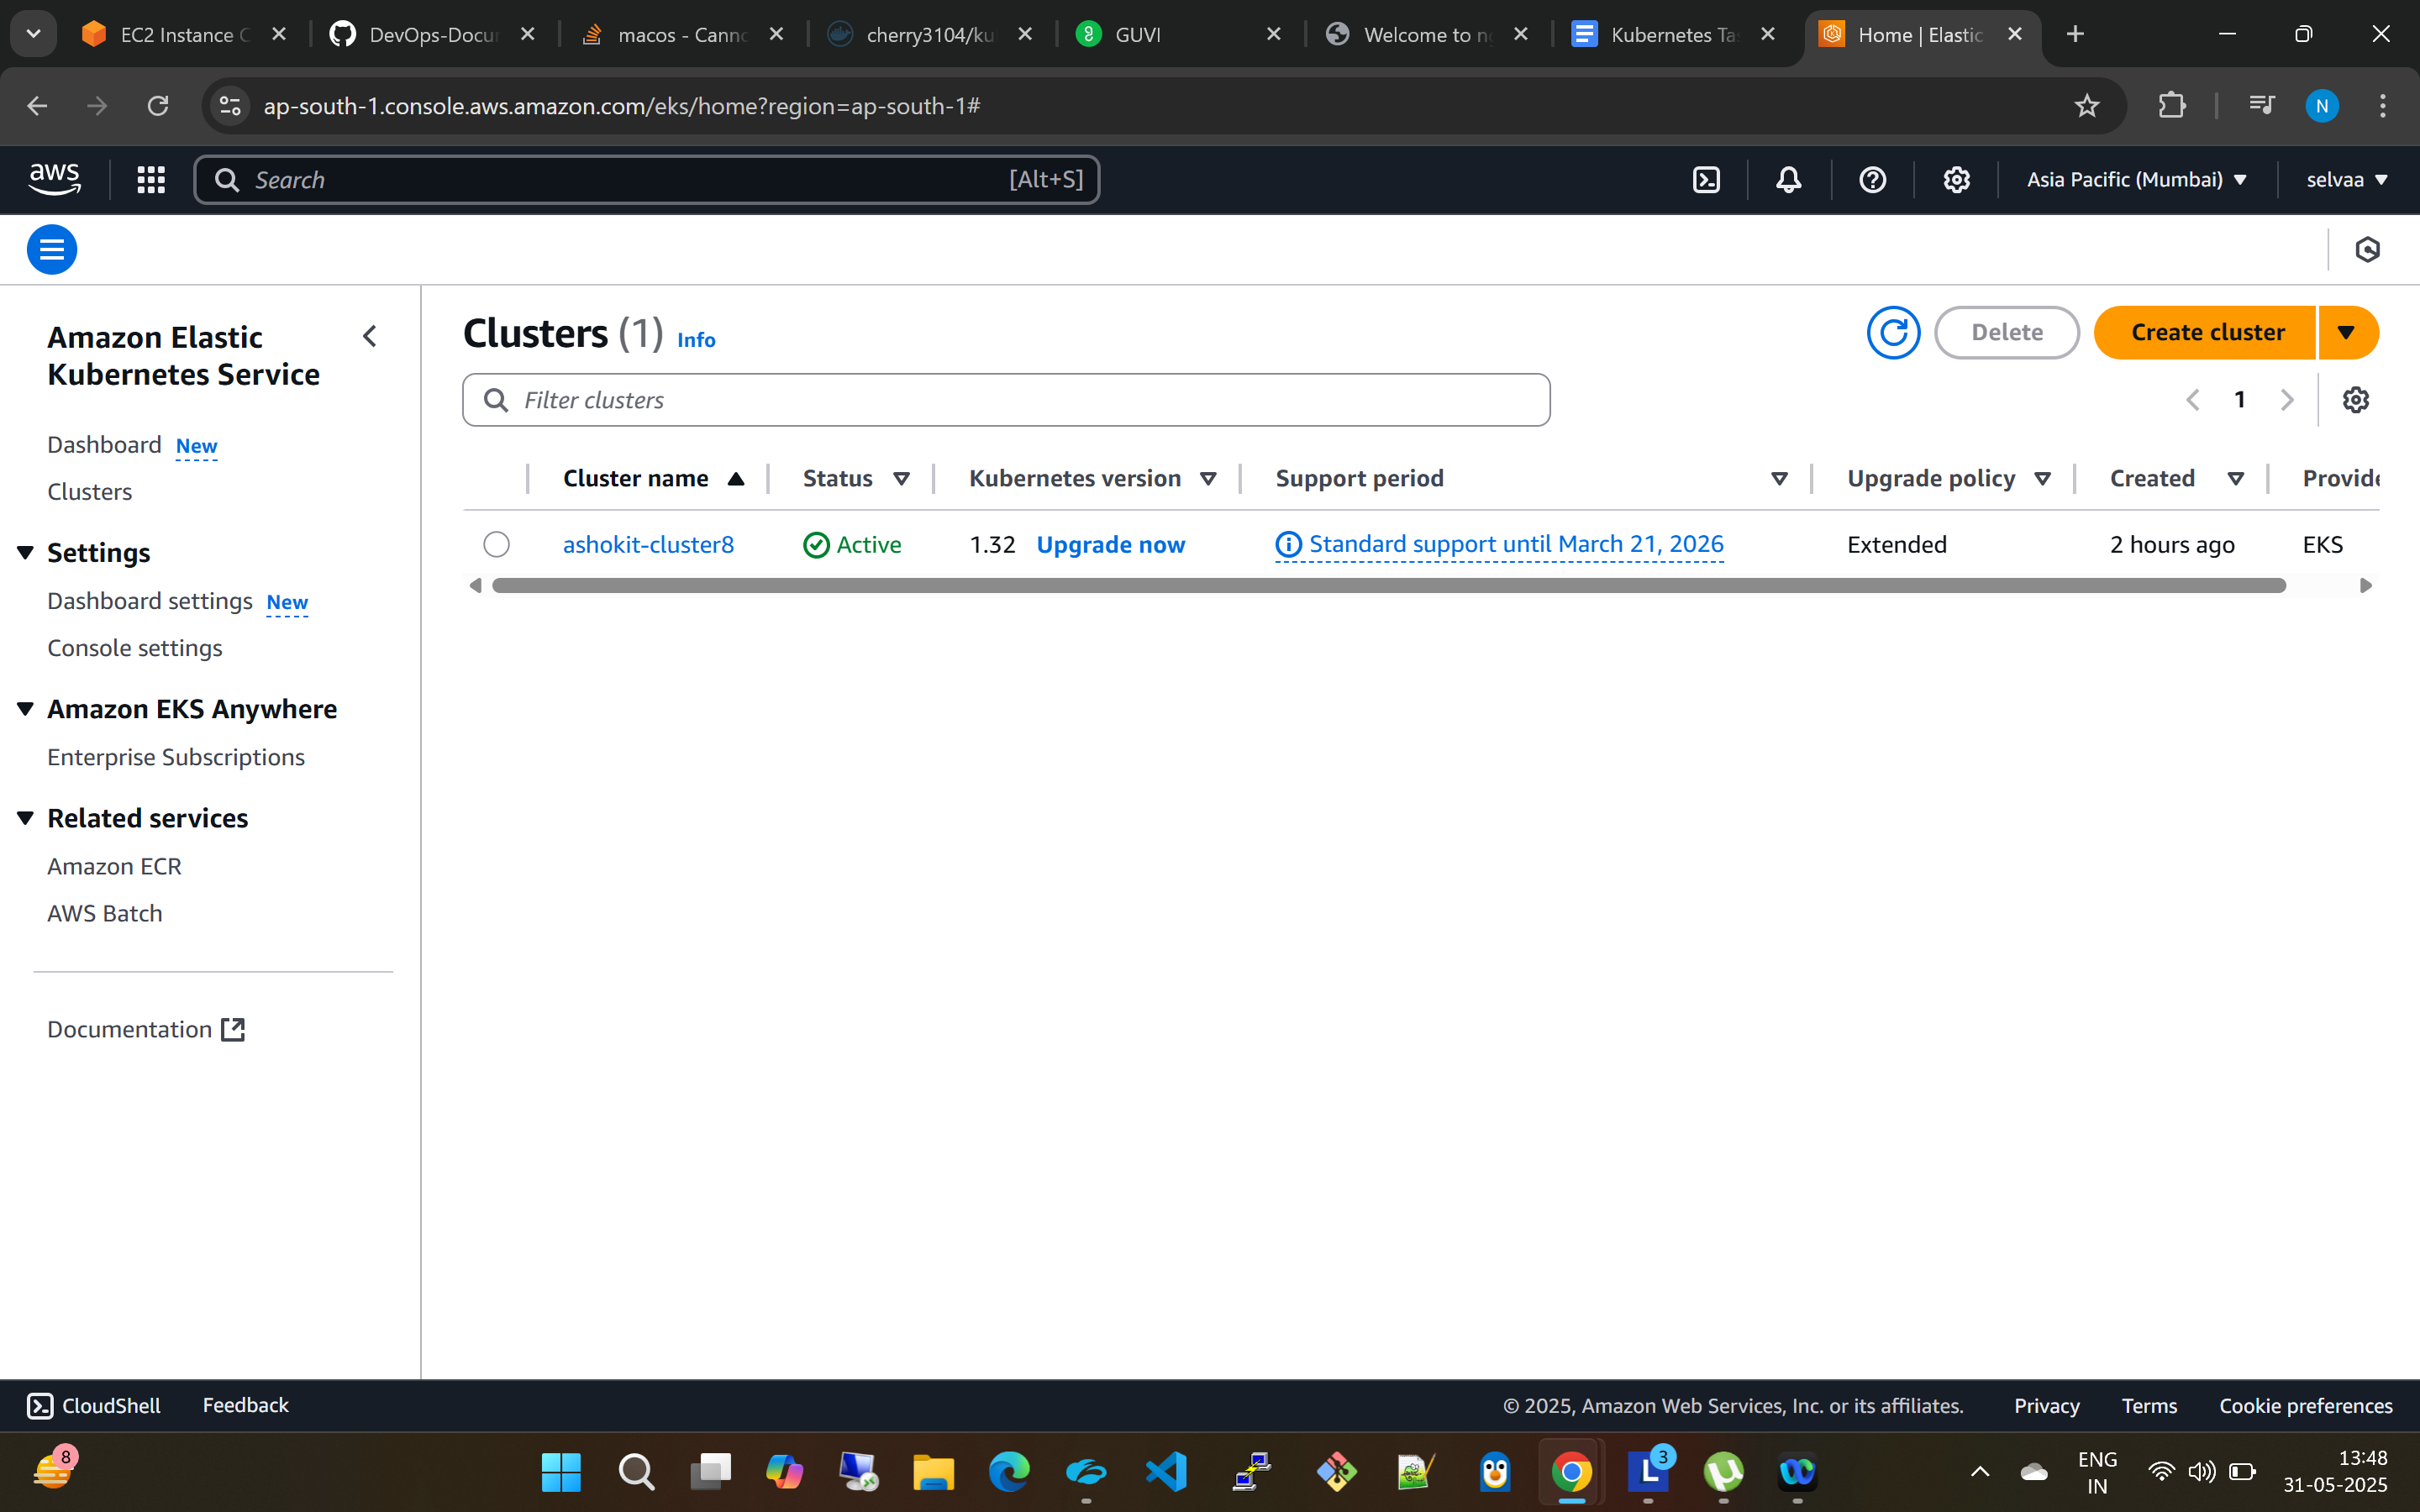 EC2 Instance C
DevOps-Docum
macos - Canno
cherry3104/ku
GUVI
Welcome to ng
Kubernetes Ta
Home | Elastic
ap-south-1.console.aws.amazon.com/eks/home?region=ap-south-1#
N
aws
Search
[Alt+S]
Asia Pacific (Mumbai)
selvaa
Amazon Elastic
Kubernetes Service
Dashboard New
Clusters
Settings
Dashboard settings New
Console settings
Amazon EKS Anywhere
Enterprise Subscriptions
Related services
Amazon ECR
AWS Batch
Documentation
Clusters (1) Info
Delete
Create cluster
Filter clusters
1
Cluster name Status Kubernetes version Support period Upgrade policy Created Provide
ashokit-cluster8 Active 1.32 Upgrade now Standard support until March 21, 2026 Extended 2 hours ago EKS
CloudShell Feedback © 2025, Amazon Web Services, Inc. or its affiliates. Privacy Terms Cookie preferences
8
L
3
ENG
IN
13:48
31-05-2025